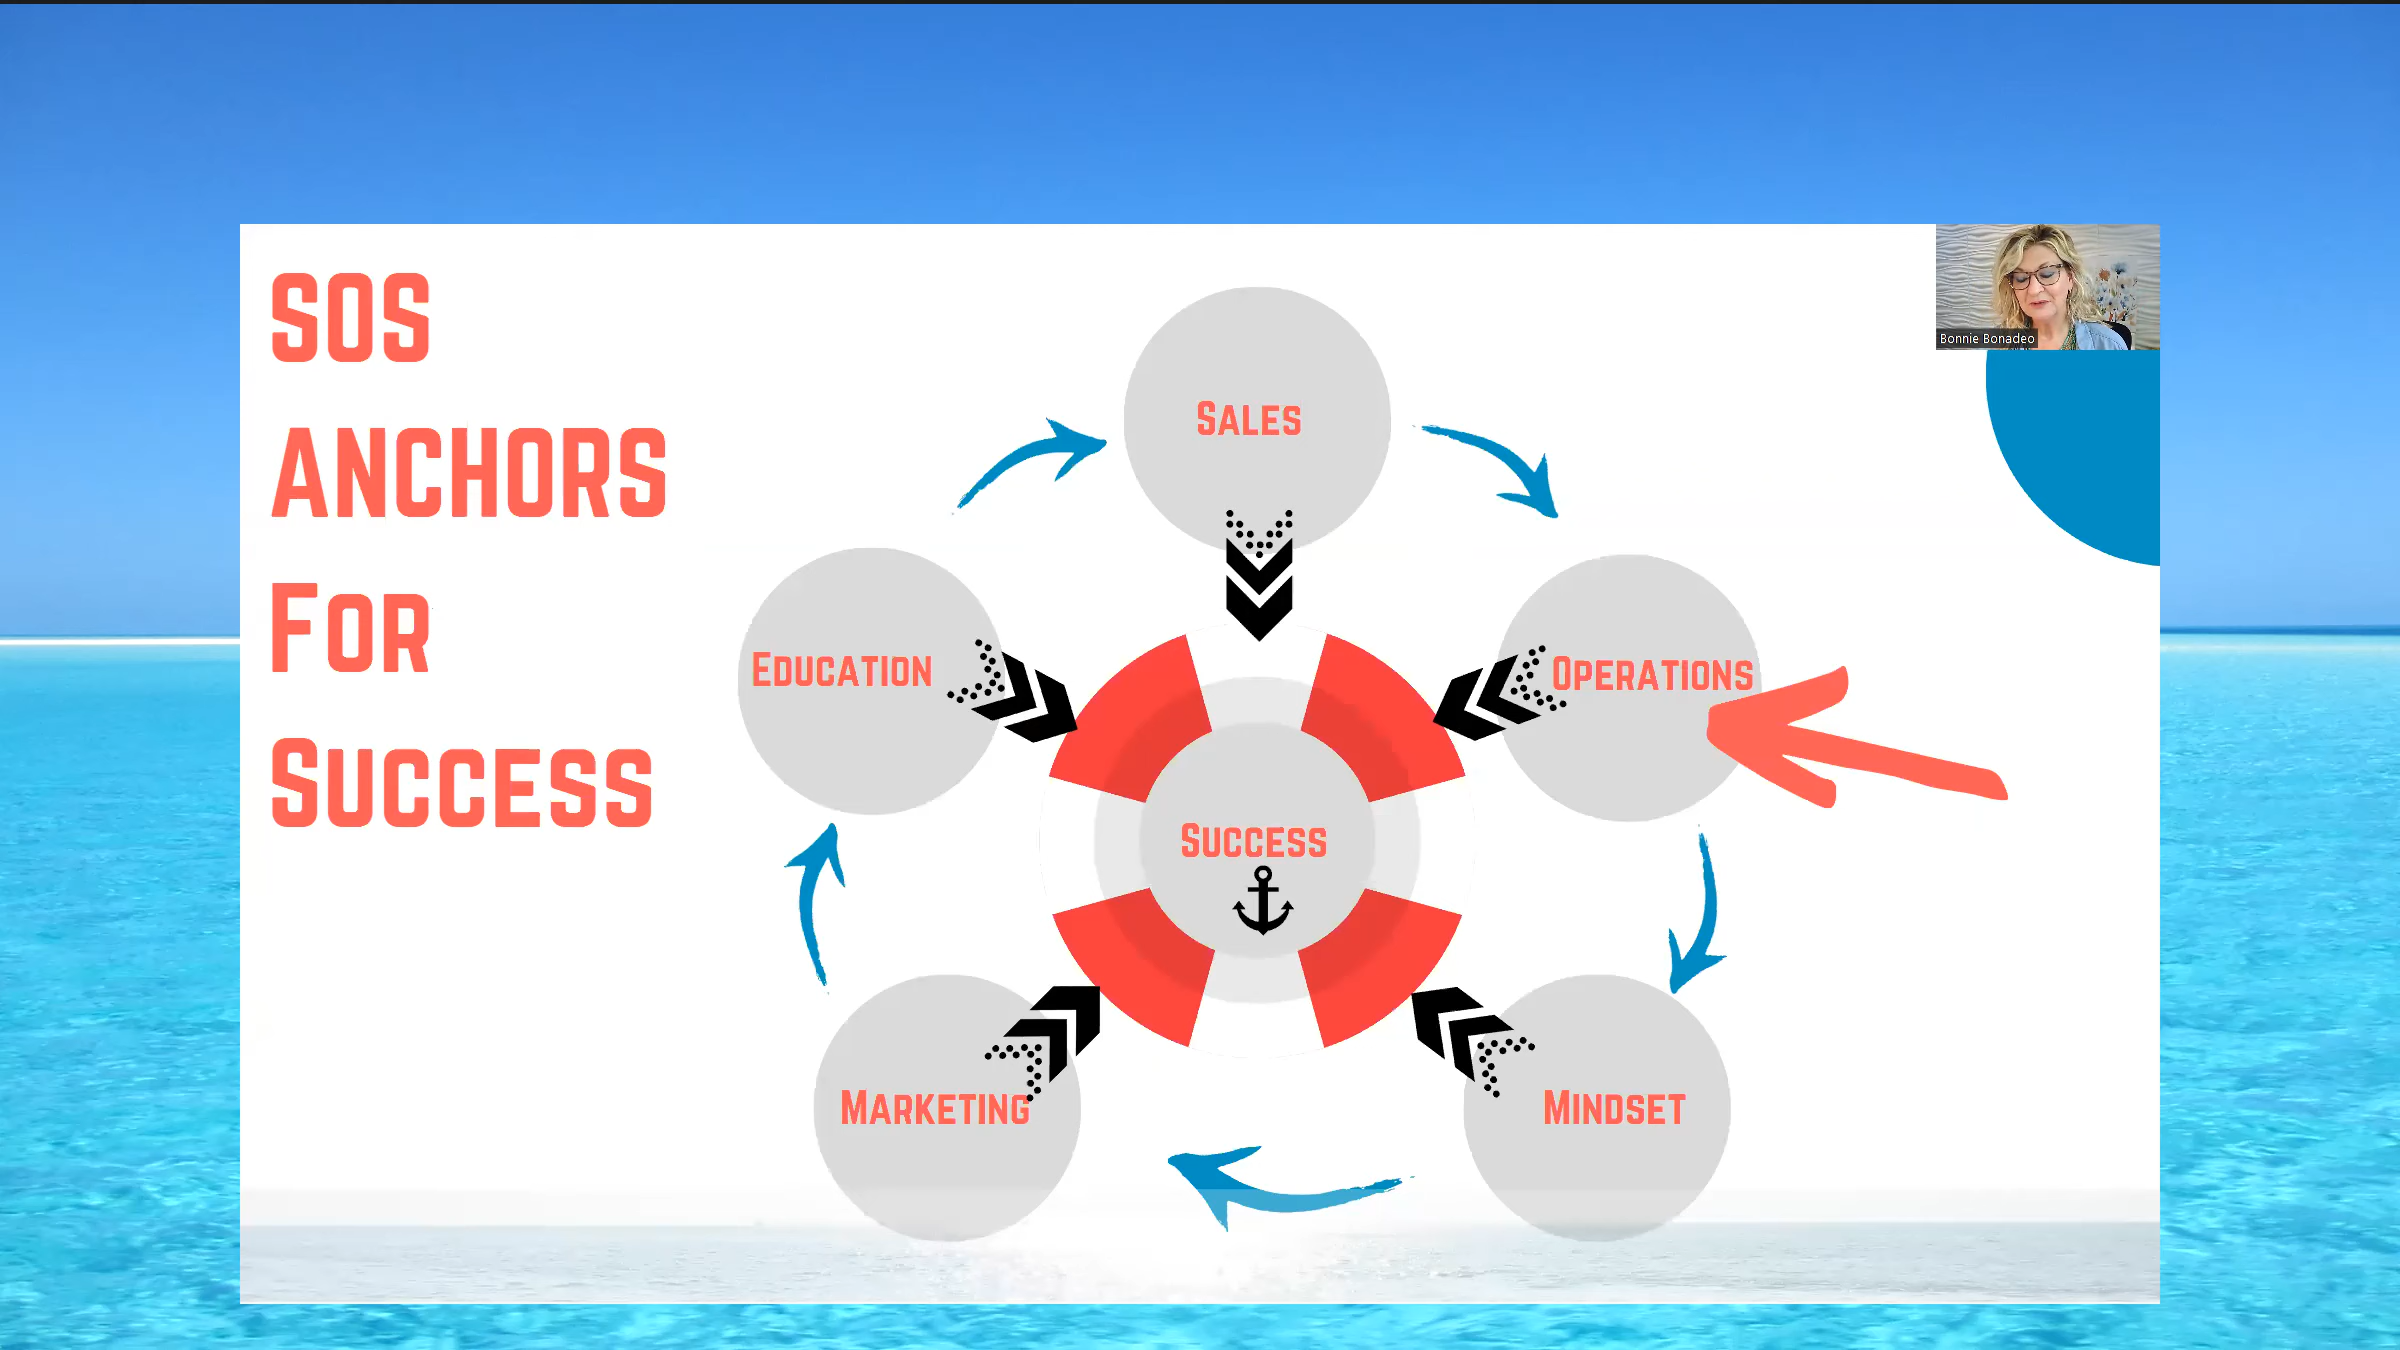 SOS
ANCHORS
FOR
SUCCESS
Bonnie Bonadeo
SALES
EDUCATION
OPERATIONS
SUCCESS
MARKETING
MINDSET